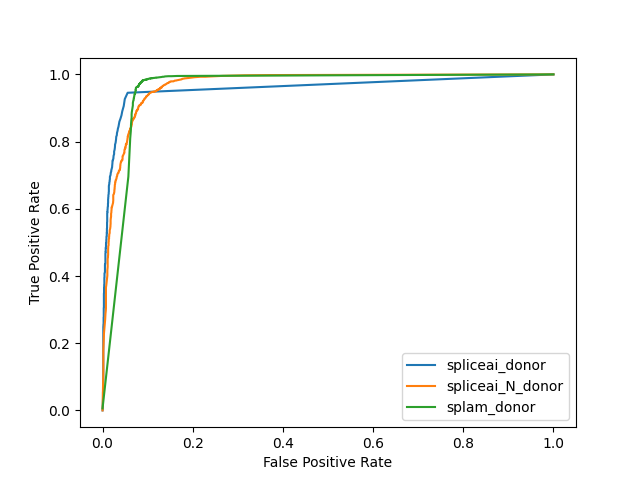 1.0
0.8
0.6
0.4
0.2
0.0
True Positive Rate
spliceai_donor
spliceai_N_donor
splam_donor
0.0 0.2 0.4 0.6 0.8 1.0
False Positive Rate